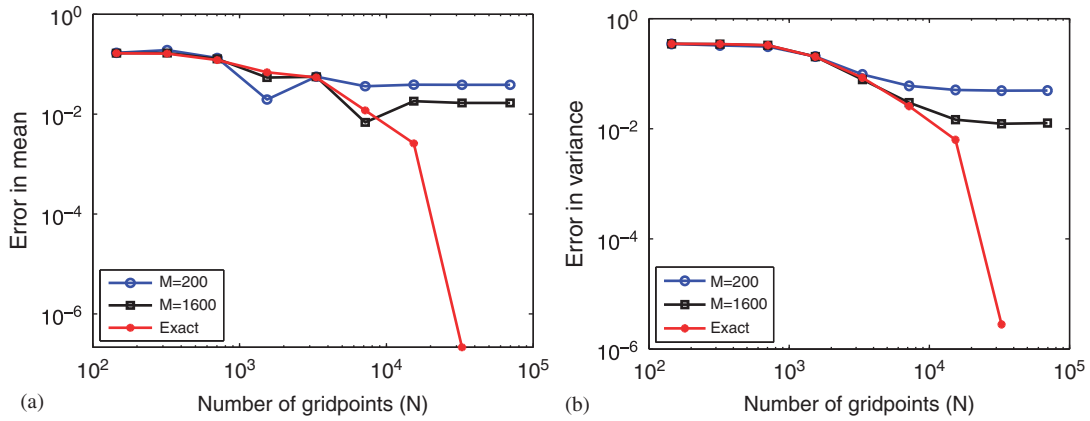 10^0
10^-2
10^-4
10^-6
Error in mean
M=200
M=1600
Exact
10^2
10^3
10^4
10^5
Number of gridpoints (N)
(a)
10^0
10^-2
10^-4
10^-6
Error in variance
M=200
M=1600
Exact
10^2
10^3
10^4
10^5
Number of gridpoints (N)
(b)